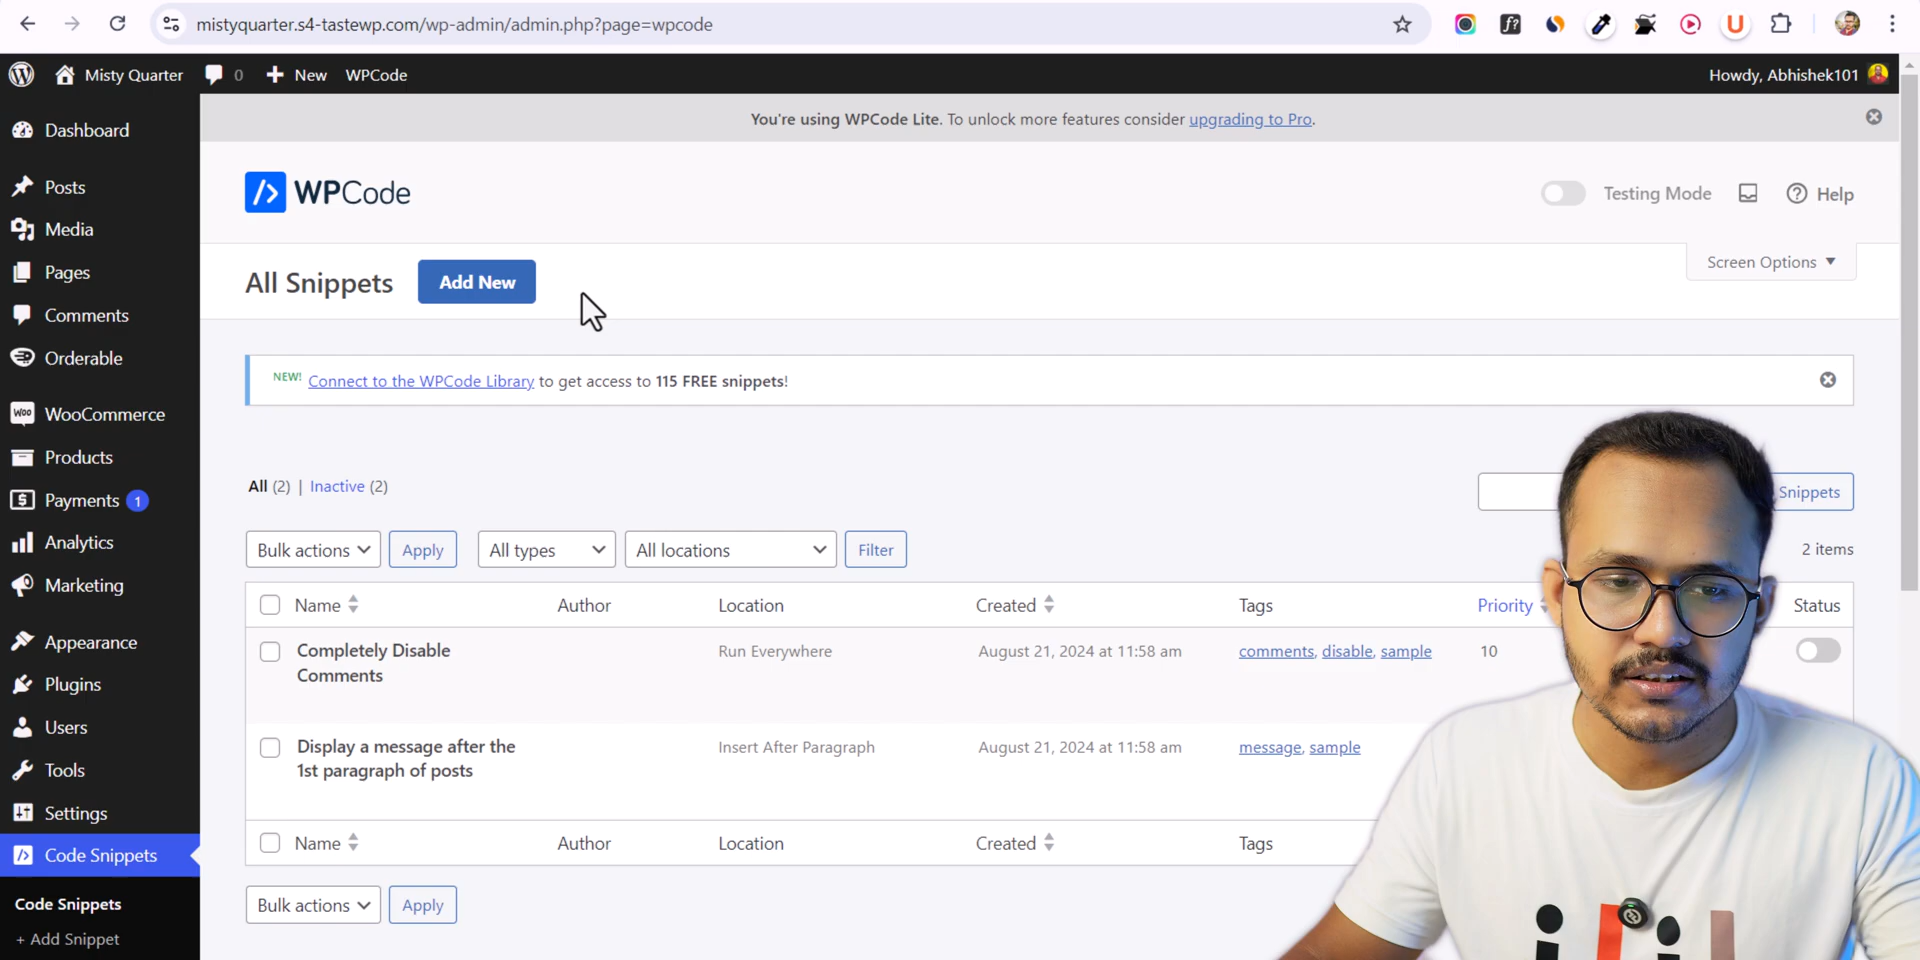 mistyquarter.s4-tastewp.com/wp-admin/admin.php?page=wpcode
Misty Quarter 0 New WPCode Howdy, Abhishek101
You're using WPCode Lite. To unlock more features consider upgrading to Pro.
Dashboard
Posts
Media
Pages
Comments
Orderable
WooCommerce
Products
Payments 1
Analytics
Marketing
Appearance
Plugins
Users
Tools
Settings
Code Snippets
Code Snippets
+ Add Snippet
WPCode
Testing Mode Help
All Snippets Add New
Screen Options
NEW! Connect to the WPCode Library to get access to 115 FREE snippets!
All (2) | Inactive (2)
Snippets
Bulk actions Apply All types All locations Filter 2 items
Name Author Location Created Tags Priority Status
Completely Disable
Comments
Run Everywhere August 21, 2024 at 11:58 am comments, disable, sample 10
Display a message after the
1st paragraph of posts
Insert After Paragraph August 21, 2024 at 11:58 am message, sample
Name Author Location Created Tags
Bulk actions Apply